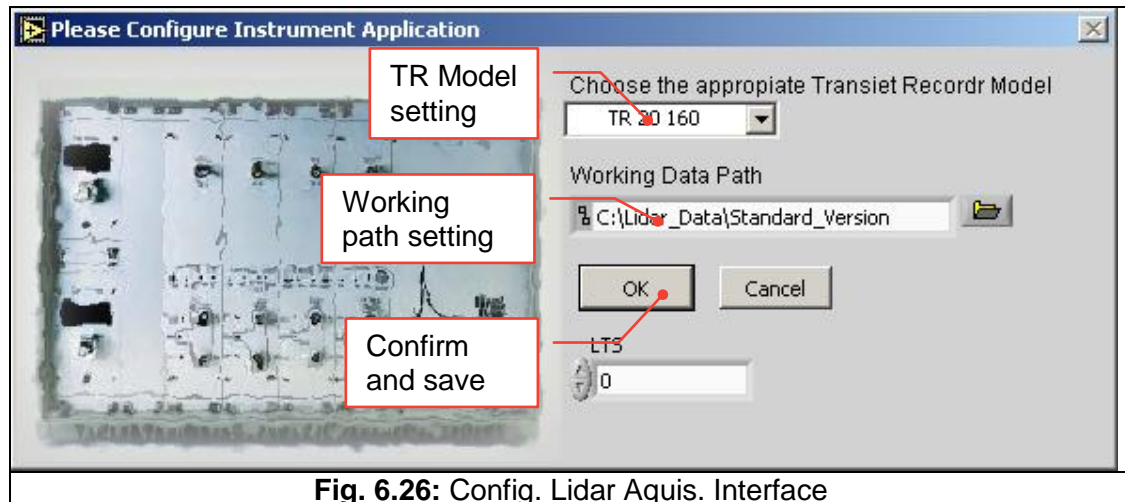 Please Configure Instrument Application
TR Model
setting
Choose the appropiate Transiet Recordr Model
TR 20 160
Working Data Path
Working
path setting
C:\Lidar_Data\Standard_Version
OK
Cancel
Confirm
and save
LTS
0
Fig. 6.26: Config. Lidar Aquis. Interface